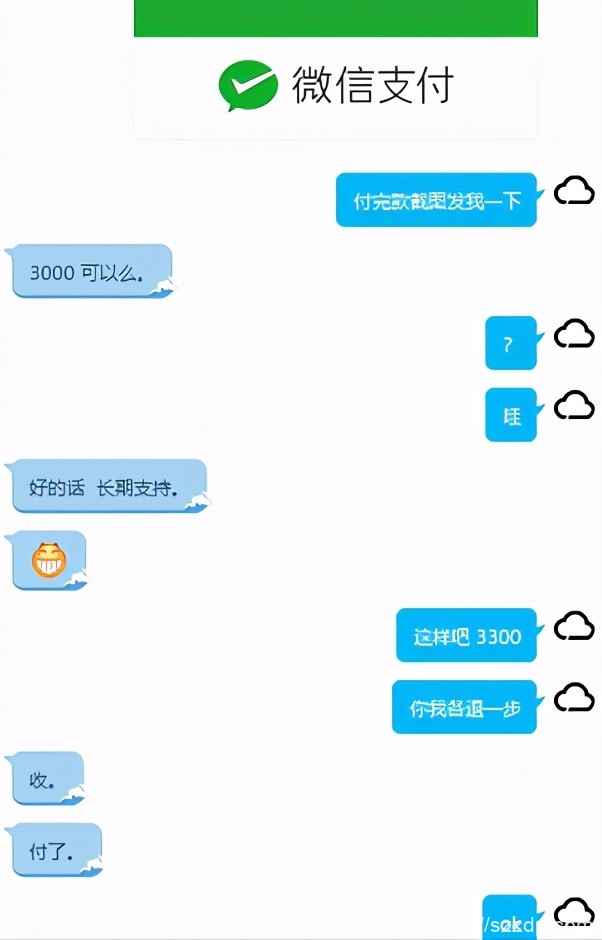 微信支付
付完款截图发我一下
3000 可以么。
?
哇
好的话 长期支持。
这样吧 3300
你我各退一步
收。
付了。
ok